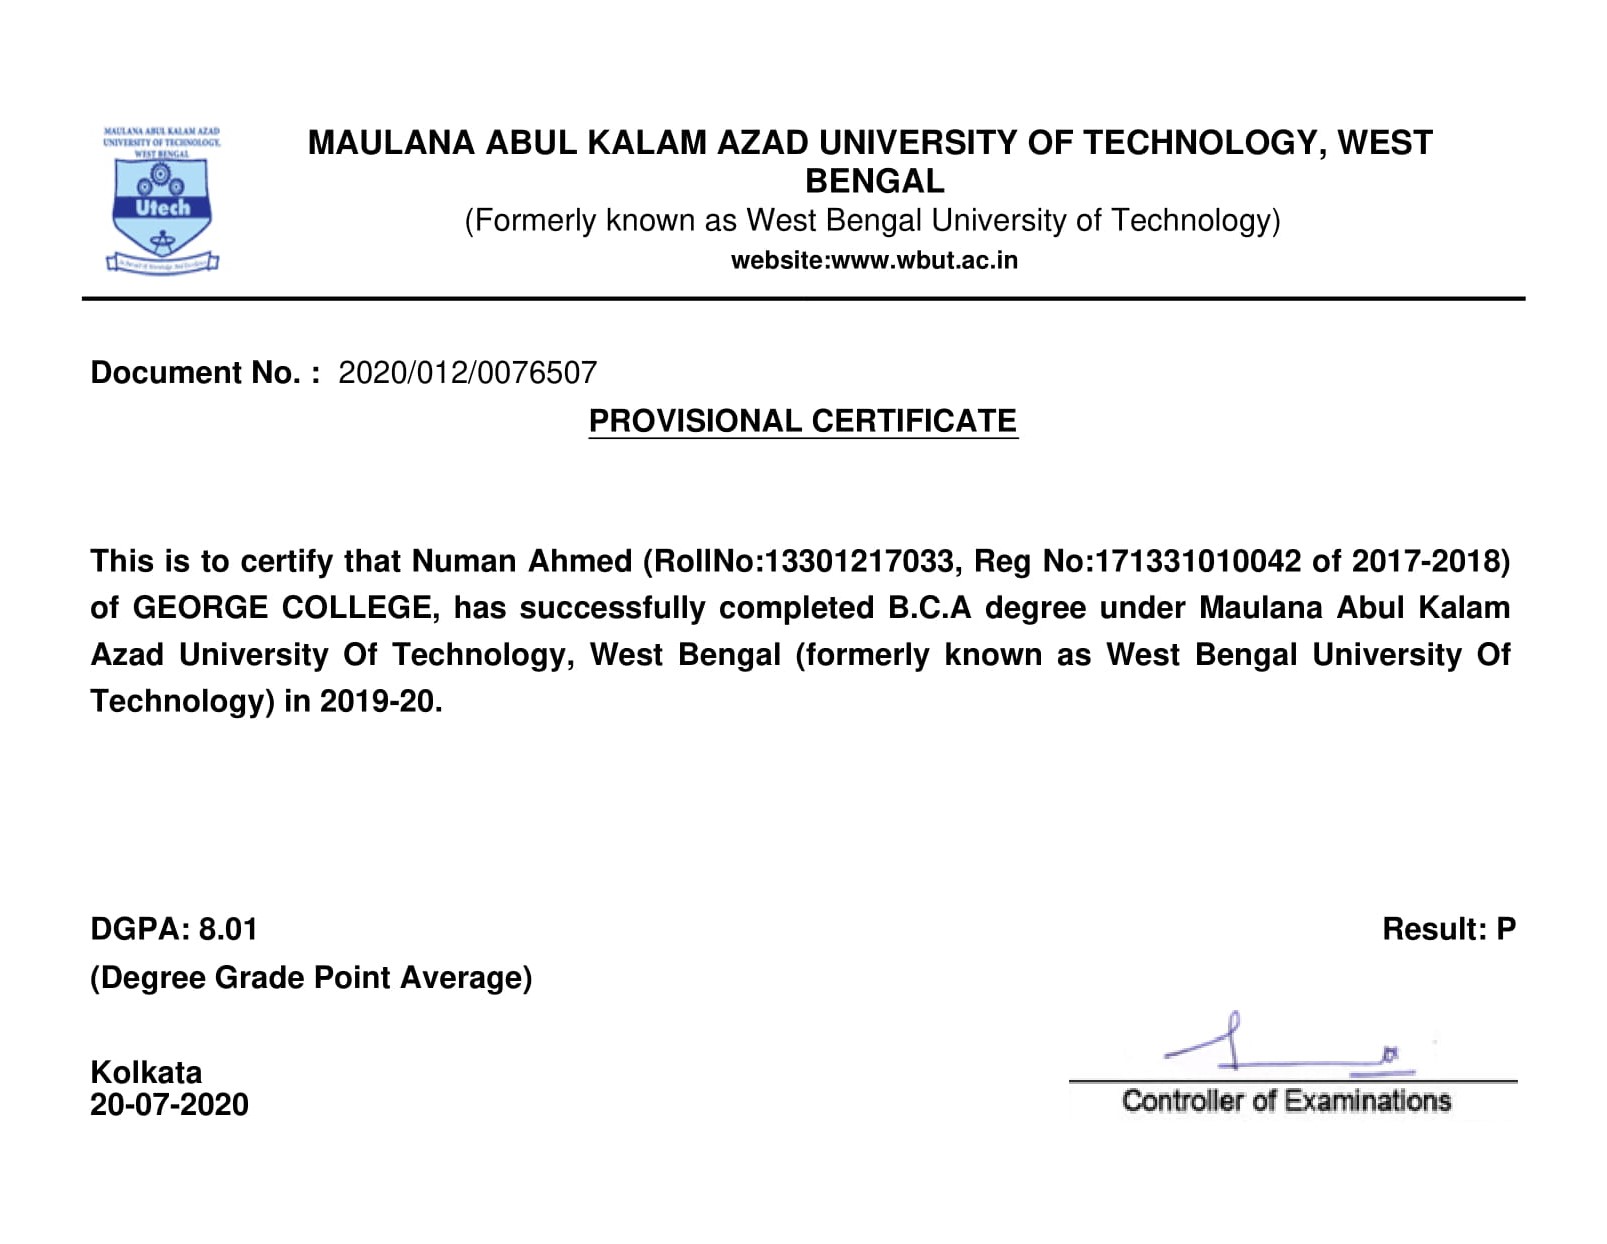 MAULANA ABUL KALAM AZAD
UNIVERSITY OF TECHNOLOGY,
WEST BENGAL
Utech
MAULANA ABUL KALAM AZAD UNIVERSITY OF TECHNOLOGY, WEST
BENGAL
(Formerly known as West Bengal University of Technology)
website:www.wbut.ac.in
Document No. : 2020/012/0076507
PROVISIONAL CERTIFICATE
This is to certify that Numan Ahmed (RollNo:13301217033, Reg No:171331010042 of 2017-2018)
of GEORGE COLLEGE, has successfully completed B.C.A degree under Maulana Abul Kalam
Azad University Of Technology, West Bengal (formerly known as West Bengal University Of
Technology) in 2019-20.
DGPA: 8.01
Result: P
(Degree Grade Point Average)
Kolkata
20-07-2020
Controller of Examinations